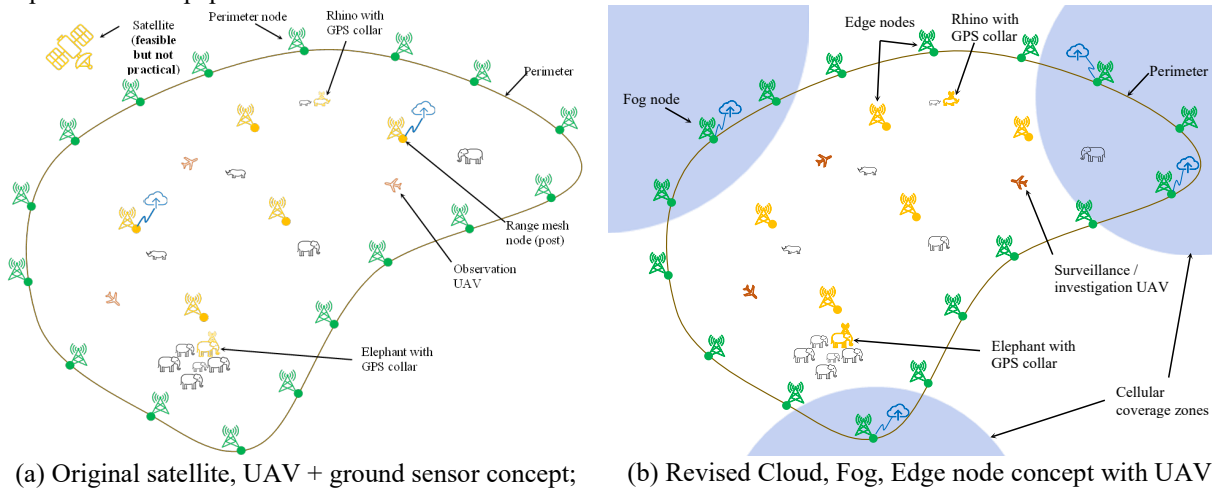 Satellite
(feasible
but not
practical)
Perimeter node
Rhino with
GPS collar
Perimeter
Range mesh
node (post)
Observation
UAV
Elephant with
GPS collar
(a) Original satellite, UAV + ground sensor concept;
Edge nodes
Rhino with
GPS collar
Fog node
Perimeter
Surveillance /
investigation UAV
Elephant with
GPS collar
Cellular
coverage zones
(b) Revised Cloud, Fog, Edge node concept with UAV